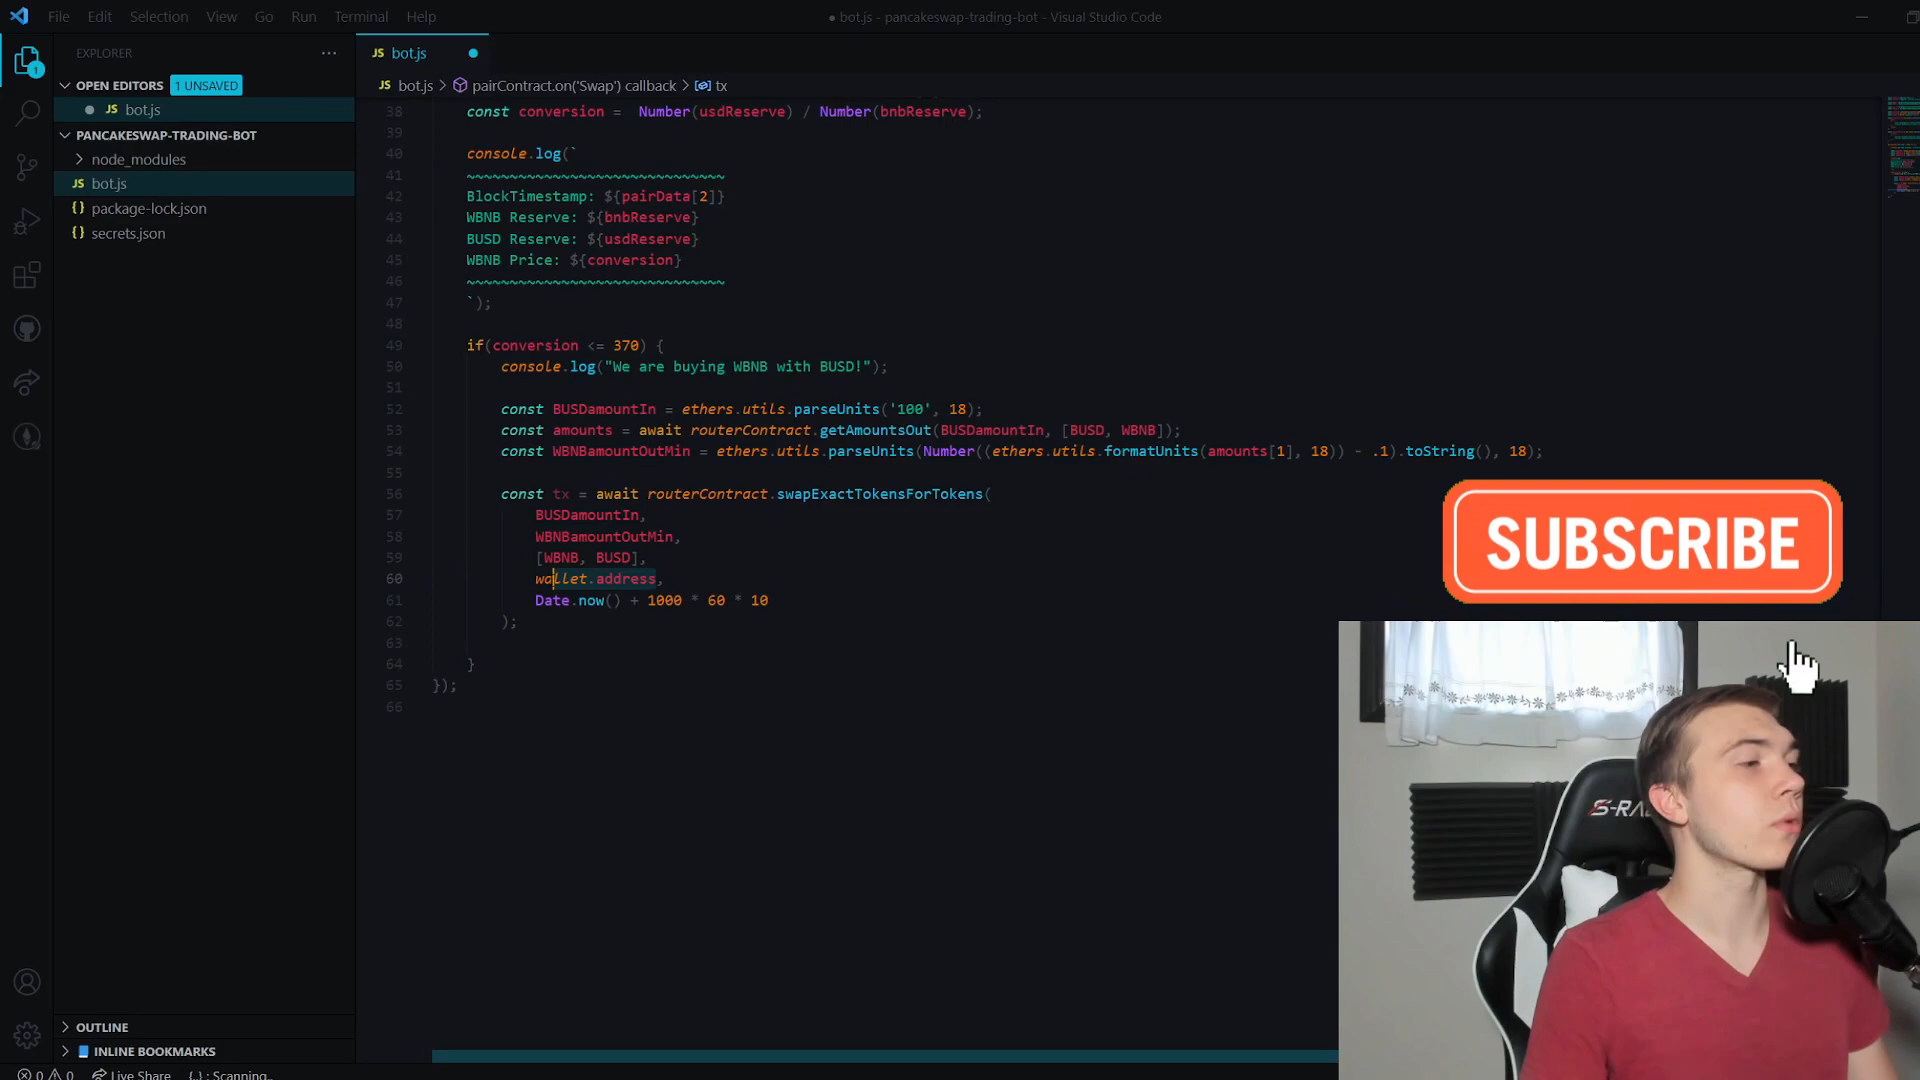 File Edit Selection View Go Run Terminal Help
● bot.js - pancakeswap-trading-bot - Visual Studio Code
EXPLORER
OPEN EDITORS 1 UNSAVED
JS bot.js
PANCAKESWAP-TRADING-BOT
node_modules
JS bot.js
{} package-lock.json
{} secrets.json
OUTLINE
INLINE BOOKMARKS
0 0 Live Share {..} : Scanning..
1
JS bot.js
JS bot.js > pairContract.on('Swap') callback > tx
38 const conversion =  Number(usdReserve) / Number(bnbReserve);
39
40 console.log(`
41 ~~~~~~~~~~~~~~~~~~~~~~~~~~~~~~
42 BlockTimestamp: ${pairData[2]}
43 WBNB Reserve: ${bnbReserve}
44 BUSD Reserve: ${usdReserve}
45 WBNB Price: ${conversion}
46 ~~~~~~~~~~~~~~~~~~~~~~~~~~~~~~
47 `);
48
49 if(conversion <= 370) {
50 console.log("We are buying WBNB with BUSD!");
51
52 const BUSDamountIn = ethers.utils.parseUnits('100', 18);
53 const amounts = await routerContract.getAmountsOut(BUSDamountIn, [BUSD, WBNB]);
54 const WBNBamountOutMin = ethers.utils.parseUnits(Number((ethers.utils.formatUnits(amounts[1], 18)) - .1).toString(), 18);
55
56 const tx = await routerContract.swapExactTokensForTokens(
57 BUSDamountIn,
58 WBNBamountOutMin,
59 [WBNB, BUSD],
60 wallet.address,
61 Date.now() + 1000 * 60 * 10
62 );
63
64 }
65 });
66
SUBSCRIBE